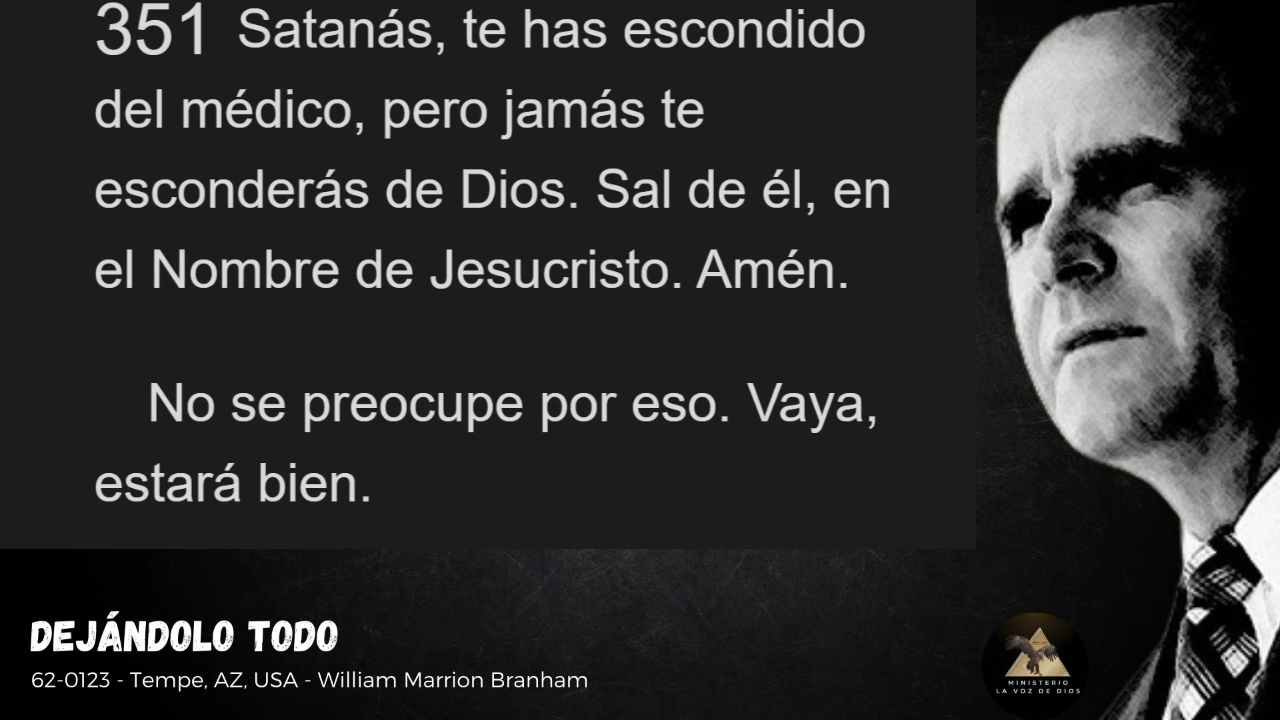 351 Satanás, te has escondido
del médico, pero jamás te
esconderás de Dios. Sal de él, en
el Nombre de Jesucristo. Amén.
No se preocupe por eso. Vaya,
estará bien.
DEJÁNDOLO TODO
62-0123 - Tempe, AZ, USA - William Marrion Branham
MINISTERIO
LA VOZ DE DIOS